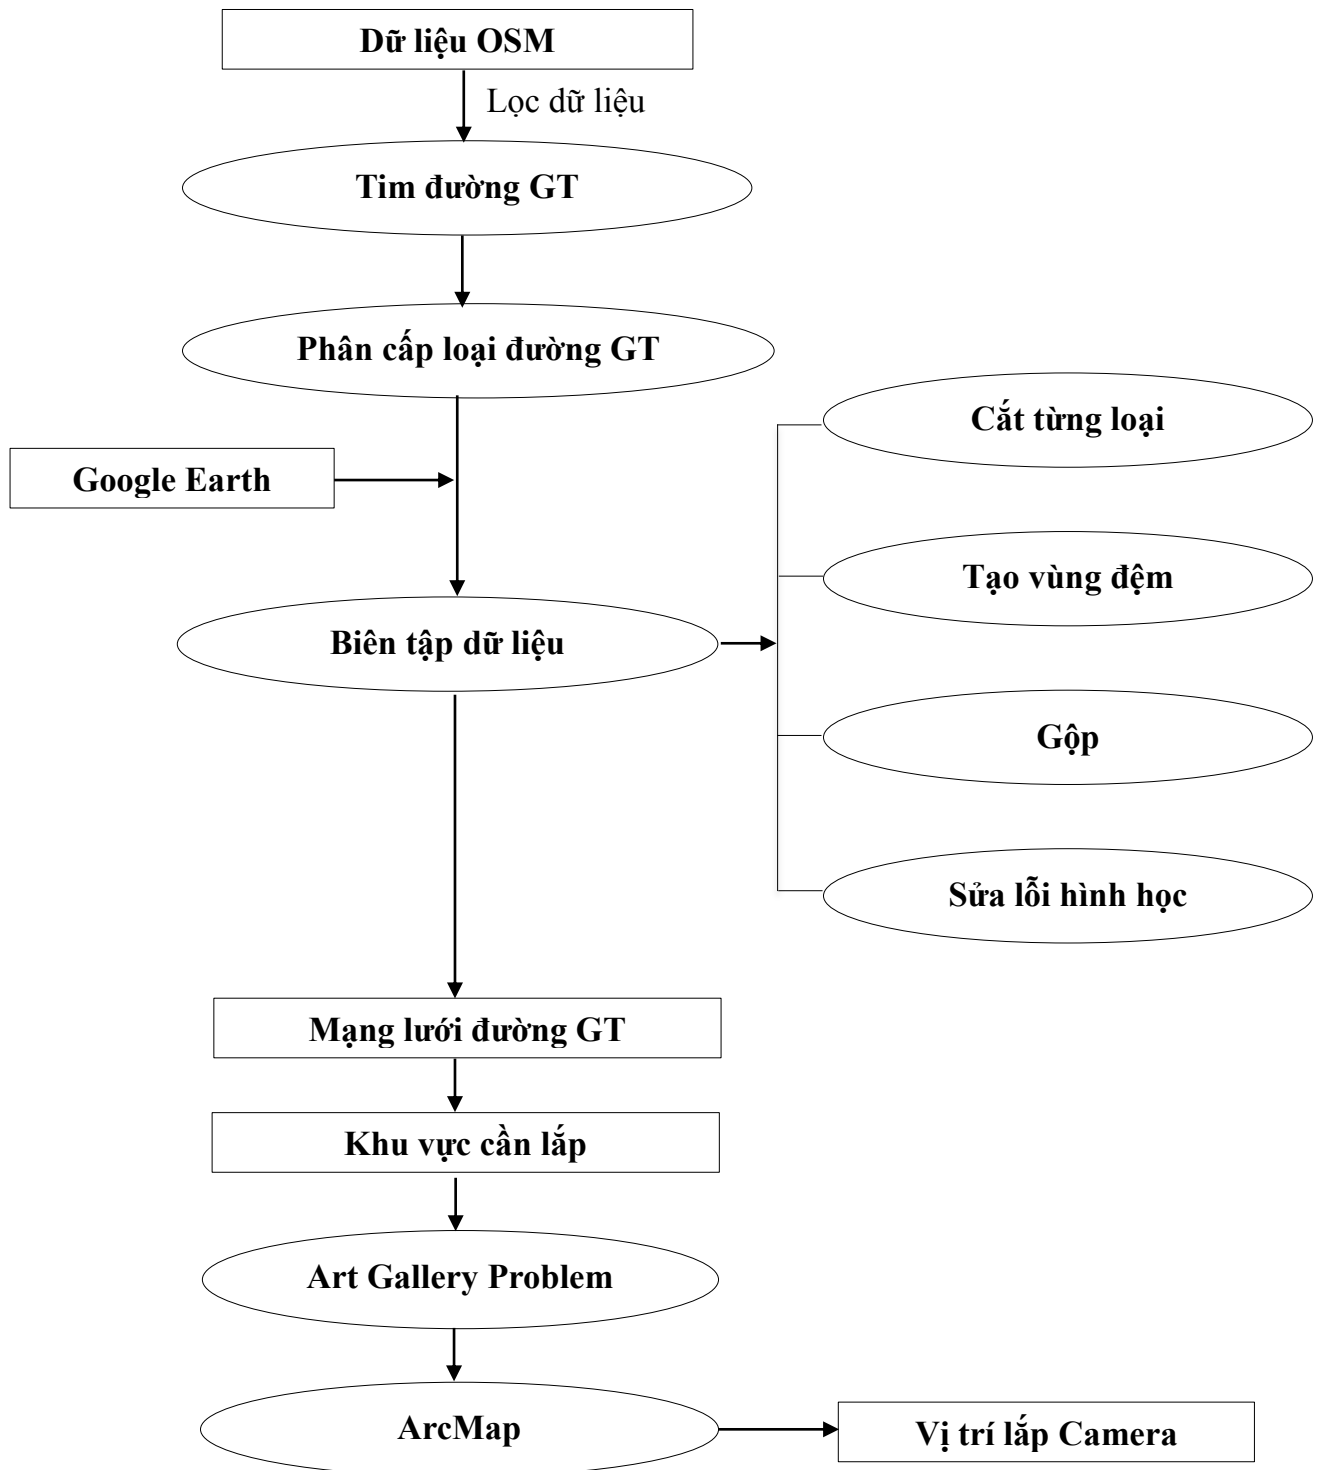 Dữ liệu OSM
Lọc dữ liệu
Tim đường GT
Phân cấp loại đường GT
Cắt từng loại
Google Earth
Tạo vùng đệm
Biên tập dữ liệu
Gộp
Sửa lỗi hình học
Mạng lưới đường GT
Khu vực cần lắp
Art Gallery Problem
ArcMap
Vị trí lắp Camera